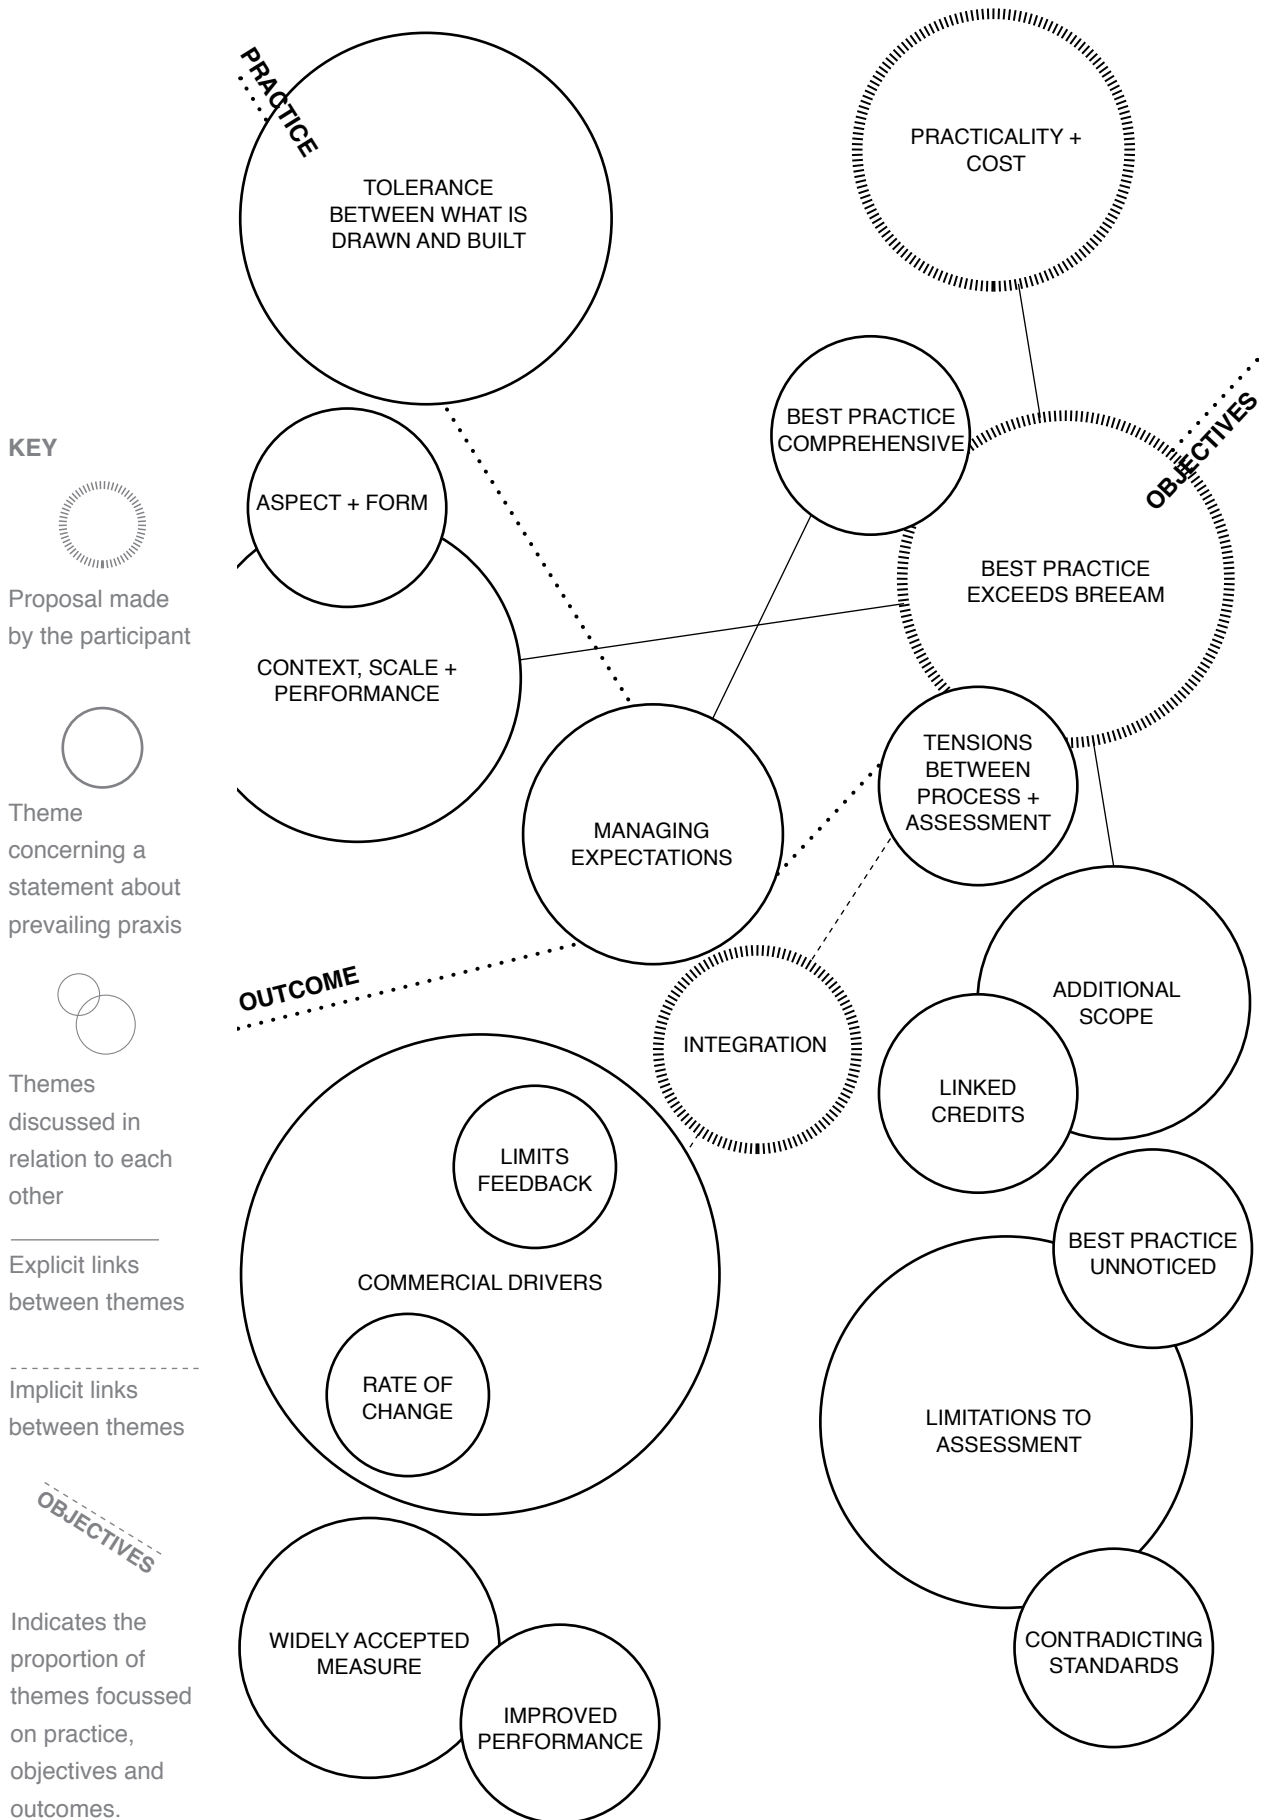 PRACTICE
TOLERANCE
BETWEEN WHAT IS
DRAWN AND BUILT
PRACTICALITY +
COST
BEST PRACTICE
COMPREHENSIVE
OBJECTIVES
ASPECT + FORM
BEST PRACTICE
EXCEEDS BREEAM
CONTEXT, SCALE +
PERFORMANCE
TENSIONS
BETWEEN
PROCESS +
ASSESSMENT
MANAGING
EXPECTATIONS
OUTCOME
INTEGRATION
ADDITIONAL
SCOPE
LINKED
CREDITS
LIMITS
FEEDBACK
COMMERCIAL DRIVERS
RATE OF
CHANGE
BEST PRACTICE
UNNOTICED
LIMITATIONS TO
ASSESSMENT
WIDELY ACCEPTED
MEASURE
IMPROVED
PERFORMANCE
CONTRADICTING
STANDARDS
KEY
Proposal made
by the participant
Theme
concerning a
statement about
prevailing praxis
Themes
discussed in
relation to each
other
Explicit links
between themes
Implicit links
between themes
OBJECTIVES
Indicates the
proportion of
themes focussed
on practice,
objectives and
outcomes.